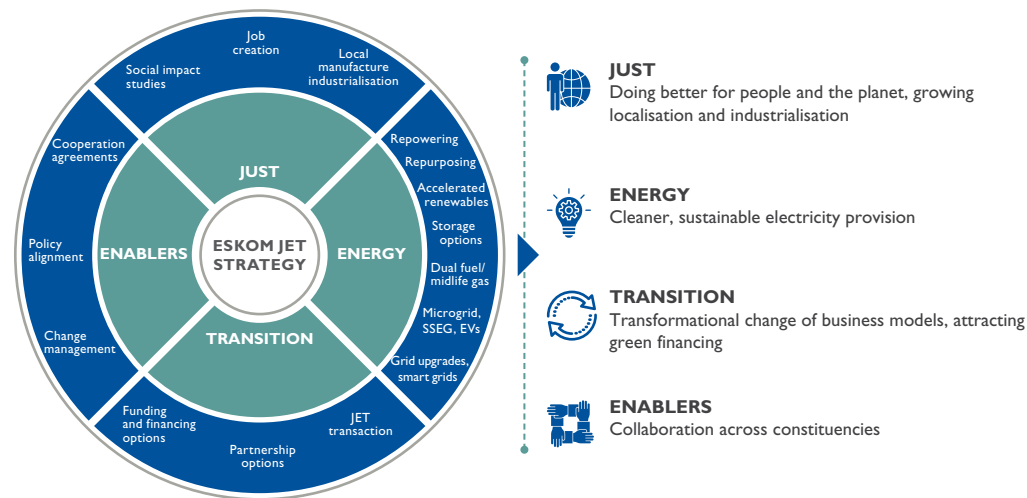 Job
creation
Local
manufacture
industrialisation
Social impact
studies
Cooperation
agreements
Policy
alignment
Change
management
Repowering
Repurposing
Accelerated
renewables
Storage
options
Dual fuel/
midlife gas
Microgrid,
SSEG, EVs
Grid upgrades,
smart grids
Funding
and financing
options
Partnership
options
JET
transaction
JUST
ENABLERS
ESKOM JET
STRATEGY
ENERGY
TRANSITION
JUST
Doing better for people and the planet, growing
localisation and industrialisation
ENERGY
Cleaner, sustainable electricity provision
TRANSITION
Transformational change of business models, attracting
green financing
ENABLERS
Collaboration across constituencies